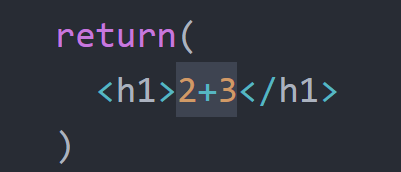 return(
<h1>2+3</h1>
)